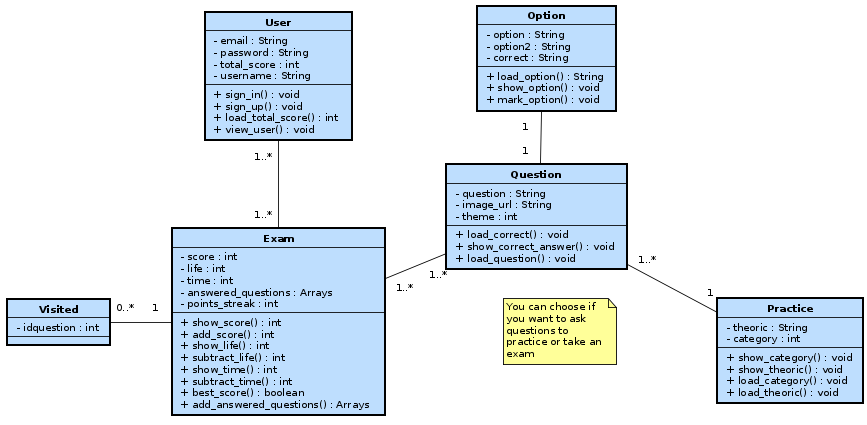 User
- email : String
- password : String
- total_score : int
- username : String
+ sign_in() : void
+ sign_up() : void
+ load_total_score() : int
+ view_user() : void
Option
- option : String
- option2 : String
- correct : String
+ load_option() : String
+ show_option() : void
+ mark_option() : void
1
1
1..*
1..*
Question
- question : String
- image_url : String
- theme : int
+ load_correct() : void
+ show_correct_answer() : void
+ load_question() : void
Exam
- score : int
- life : int
- time : int
- answered_questions : Arrays
- points_streak : int
+ show_score() : int
+ add_score() : int
+ show_life() : int
+ subtract_life() : int
+ show_time() : int
+ subtract_time() : int
+ best_score() : boolean
+ add_answered_questions() : Arrays
1..*
1..*
1..*
1
Visited
- idquestion : int
0..*
1
You can choose if
you want to ask
questions to
practice or take an
exam
Practice
- theoric : String
- category : int
+ show_category() : void
+ show_theoric() : void
+ load_category() : void
+ load_theoric() : void